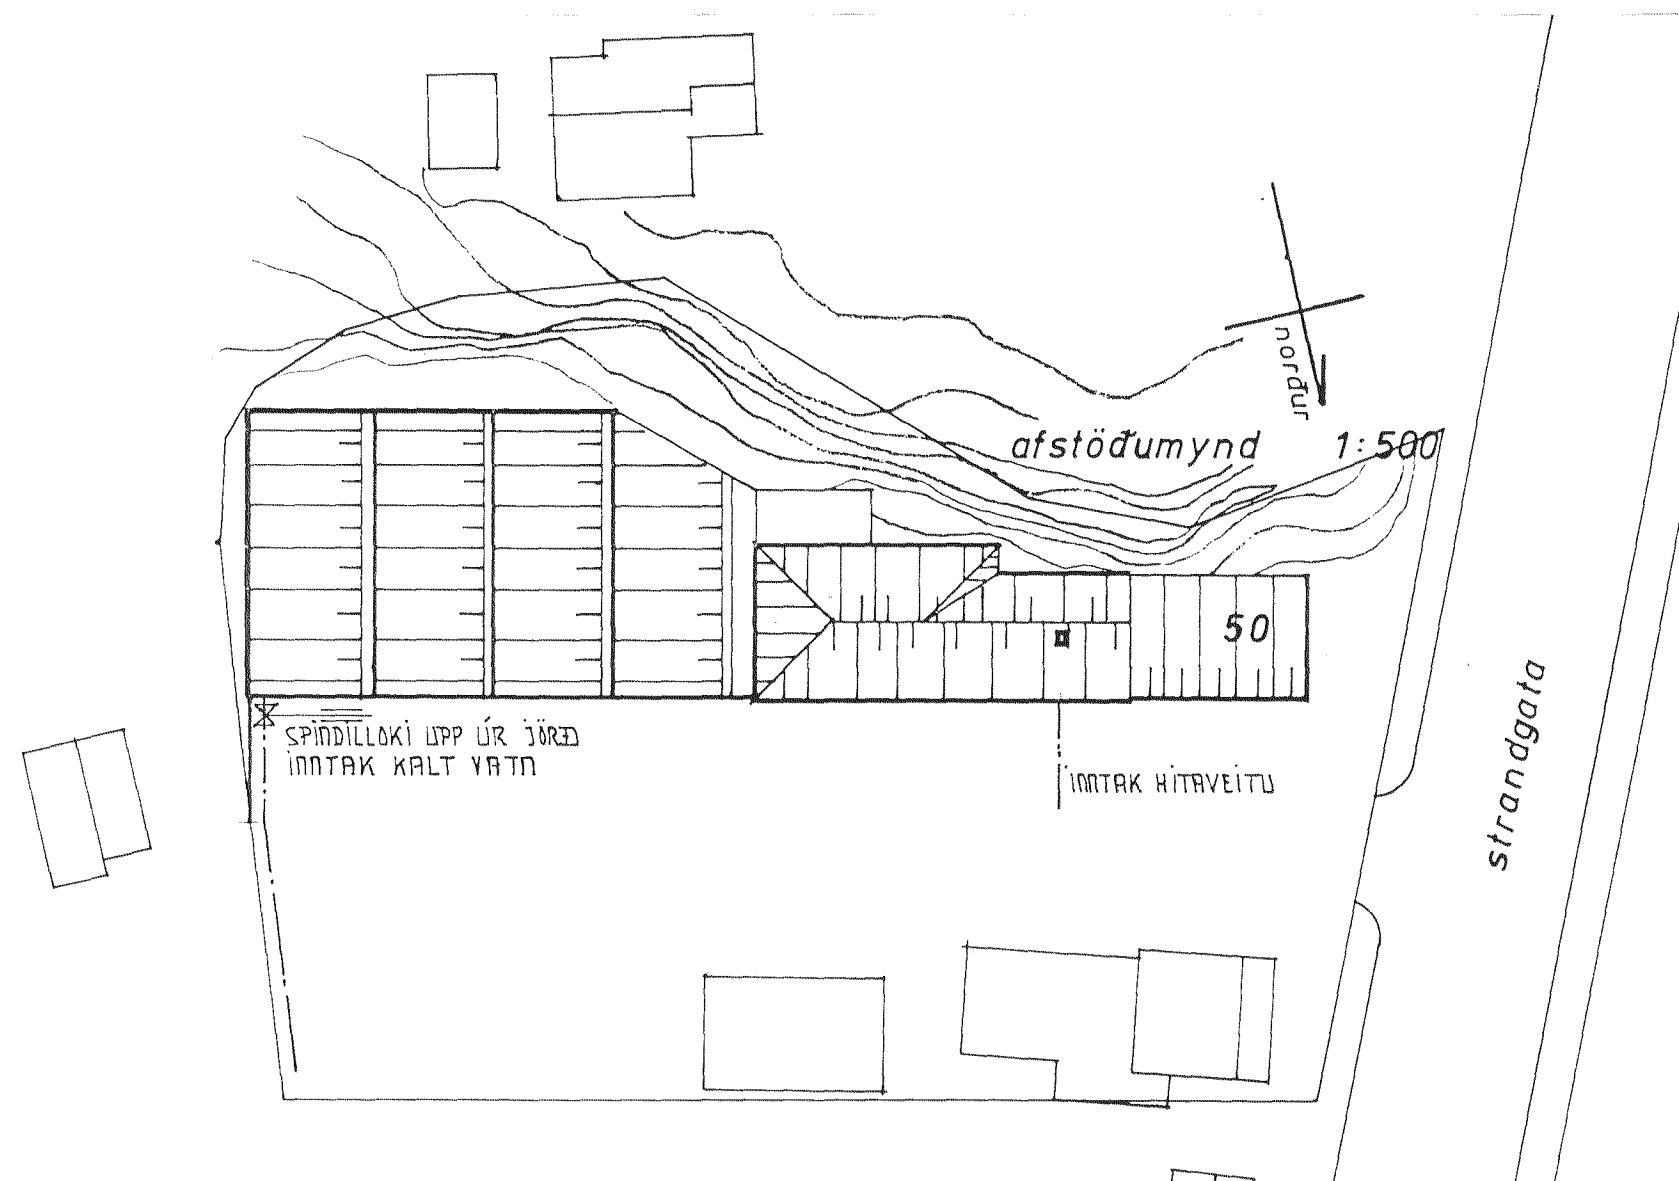 norður
afstöðumynd 1:500
50
SPINDILLOKI UPP ÚR JÖRÐ
INNTAK KALT VATN
INNTAK HITAVEITU
strandgata